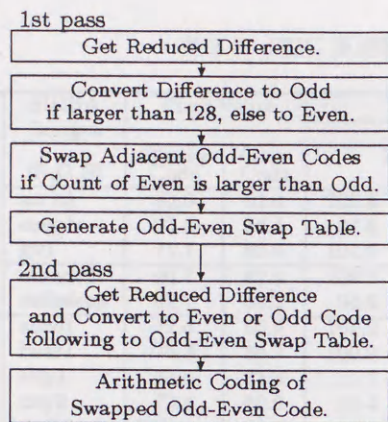 1st pass
Get Reduced Difference.
Convert Difference to Odd
if larger than 128, else to Even.
Swap Adjacent Odd-Even Codes
if Count of Even is larger than Odd.
Generate Odd-Even Swap Table.
2nd pass
Get Reduced Difference
and Convert to Even or Odd Code
following to Odd-Even Swap Table.
Arithmetic Coding of
Swapped Odd-Even Code.